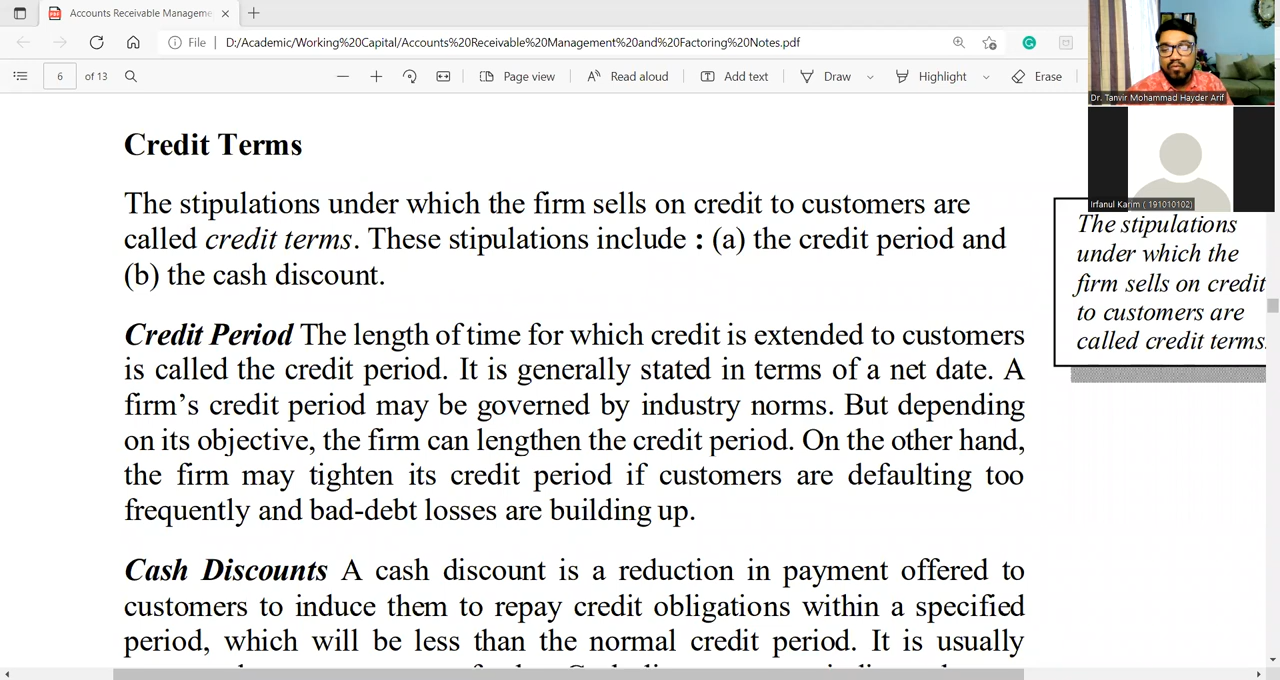 Accounts Receivable Manageme
File
D:/Academic/Working%20Capital/Accounts%20Receivable%20Management%20and%20Factoring%20Notes.pdf
6 of 13
Page view
Read aloud
Add text
Draw
Highlight
Erase
Dr. Tanvir Mohammad Hayder Arif
Irfanul Karim ( 191010102)
Credit Terms
The stipulations under which the firm sells on credit to customers are
called credit terms. These stipulations include : (a) the credit period and
(b) the cash discount.
The stipulations
under which the
firm sells on credit
to customers are
called credit terms.
Credit Period The length of time for which credit is extended to customers
is called the credit period. It is generally stated in terms of a net date. A
firm’s credit period may be governed by industry norms. But depending
on its objective, the firm can lengthen the credit period. On the other hand,
the firm may tighten its credit period if customers are defaulting too
frequently and bad-debt losses are building up.
Cash Discounts A cash discount is a reduction in payment offered to
customers to induce them to repay credit obligations within a specified
period, which will be less than the normal credit period. It is usually